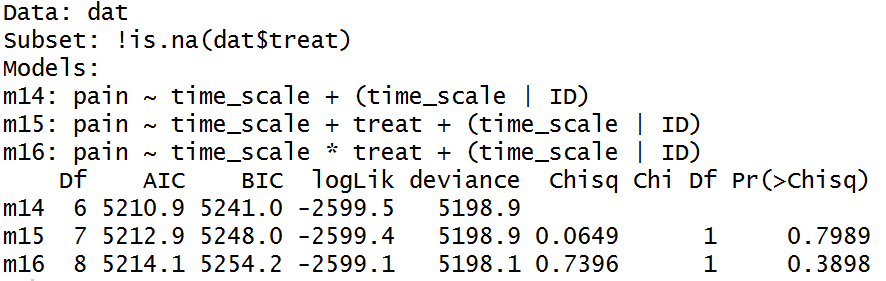 Data: dat
Subset: !is.na(dat$treat)
Models:
m14: pain ~ time_scale + (time_scale | ID)
m15: pain ~ time_scale + treat + (time_scale | ID)
m16: pain ~ time_scale * treat + (time_scale | ID)
    Df    AIC    BIC  logLik deviance  Chisq Chi Df Pr(>Chisq)
m14  6 5210.9 5241.0 -2599.5   5198.9
m15  7 5212.9 5248.0 -2599.4   5198.9 0.0649      1     0.7989
m16  8 5214.1 5254.2 -2599.1   5198.1 0.7396      1     0.3898